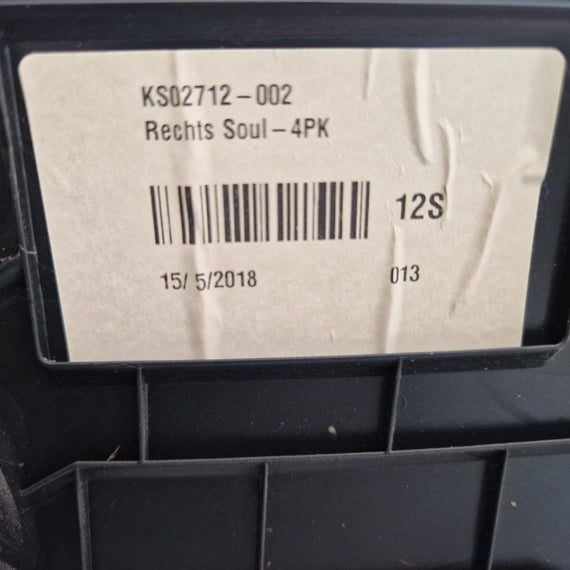 KS02712-002
Rechts Soul-4PK
12S
15/ 5/2018 013